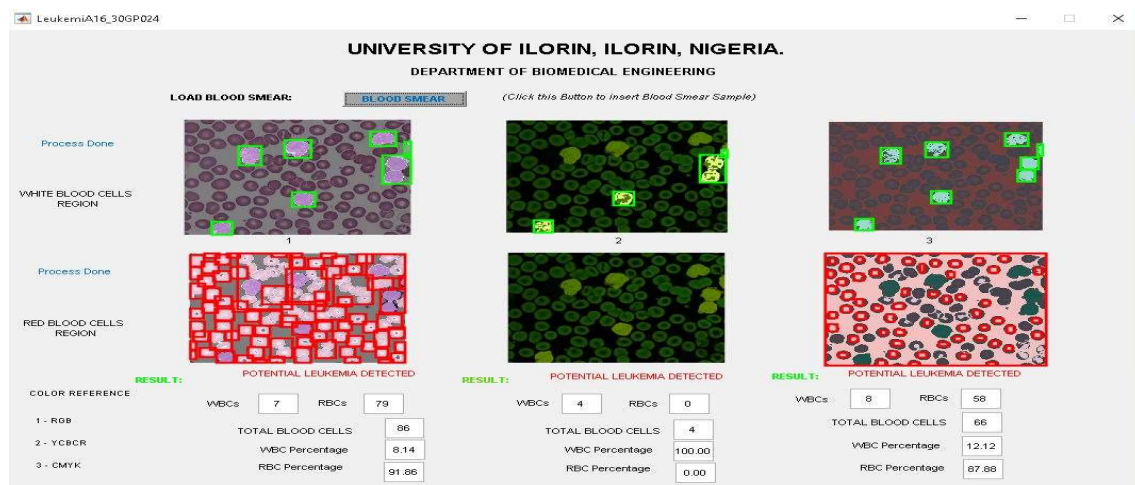 LeukemiA16_30GP024
UNIVERSITY OF ILORIN, ILORIN, NIGERIA.
DEPARTMENT OF BIOMEDICAL ENGINEERING
LOAD BLOOD SMEAR: BLOOD SMEAR (Click this Button to insert Blood Smear Sample)
Process Done
WHITE BLOOD CELLS
REGION
1 2 3
Process Done
RED BLOOD CELLS
REGION
RESULT: POTENTIAL LEUKEMIA DETECTED RESULT: POTENTIAL LEUKEMIA DETECTED RESULT: POTENTIAL LEUKEMIA DETECTED
COLOR REFERENCE
WBCs 7 RBCs 79 WBCs 4 RBCs 0 WBCs 8 RBCs 58
1 - RGB
TOTAL BLOOD CELLS 86 TOTAL BLOOD CELLS 4 TOTAL BLOOD CELLS 66
2 - YCBCR
WBC Percentage 8.14 WBC Percentage 100.00 WBC Percentage 12.12
3 - CMYK
RBC Percentage 91.86 RBC Percentage 0.00 RBC Percentage 87.88